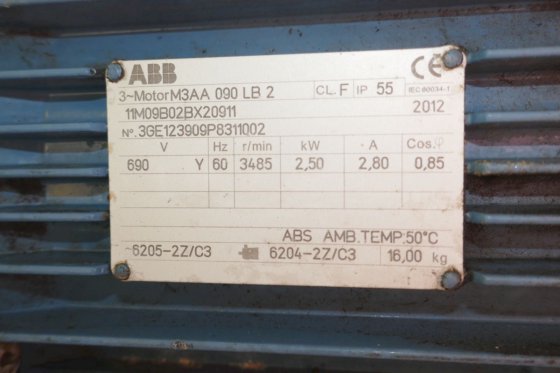 ABB
CE
3~Motor M3AA 090 LB 2 CL. F IP 55 IEC 60034-1
11M09B02BX20911 2012
Nº. 3GE123909P8311002
V Hz r/min kW A Cos.φ
690 Y 60 3485 2,50 2,80 0,85
ABS AMB.TEMP.50°C
6205-2Z/C3 6204-2Z/C3 16,00 kg